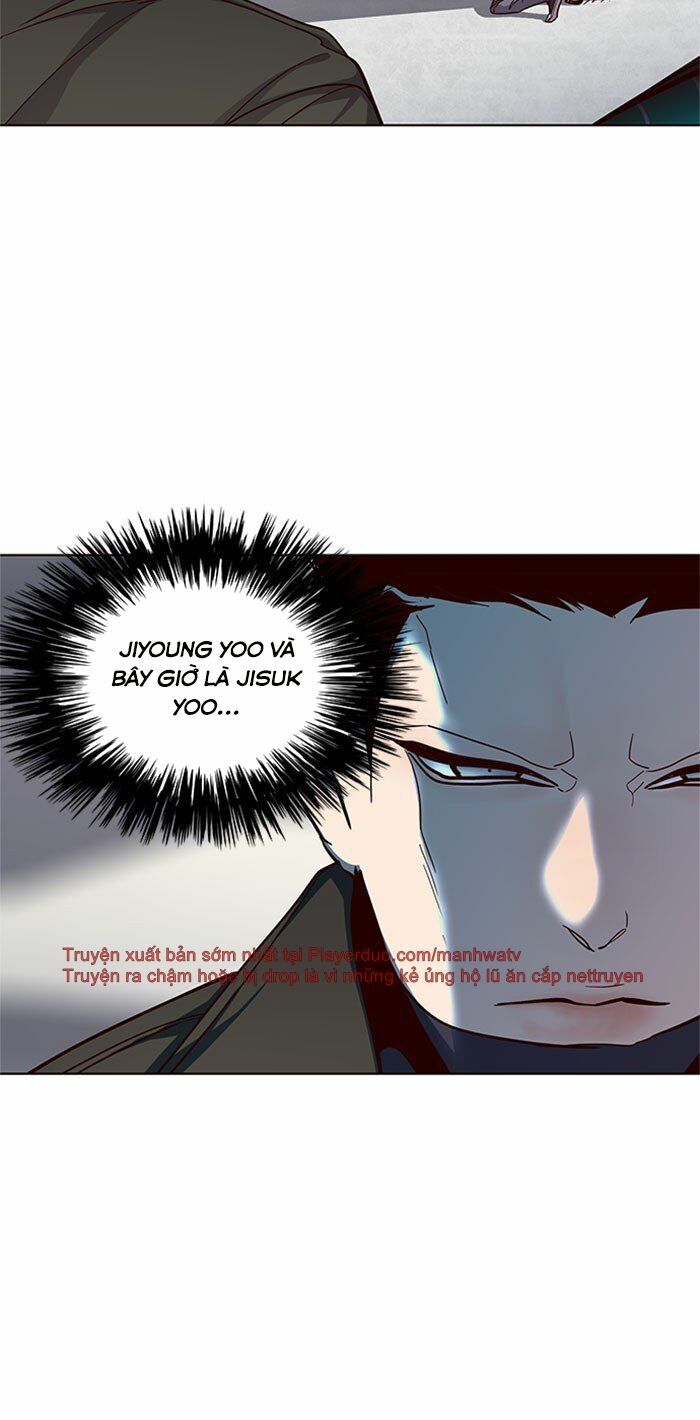 JIYOUNG YOO VÀ
BÂY GIỜ LÀ JISUK
YOO...
Truyện xuất bản sớm nhất tại Playerduo.com/manhwatv
Truyện ra chậm hoặc bị drop là vì những kẻ ủng hộ lũ ăn cắp nettruyen